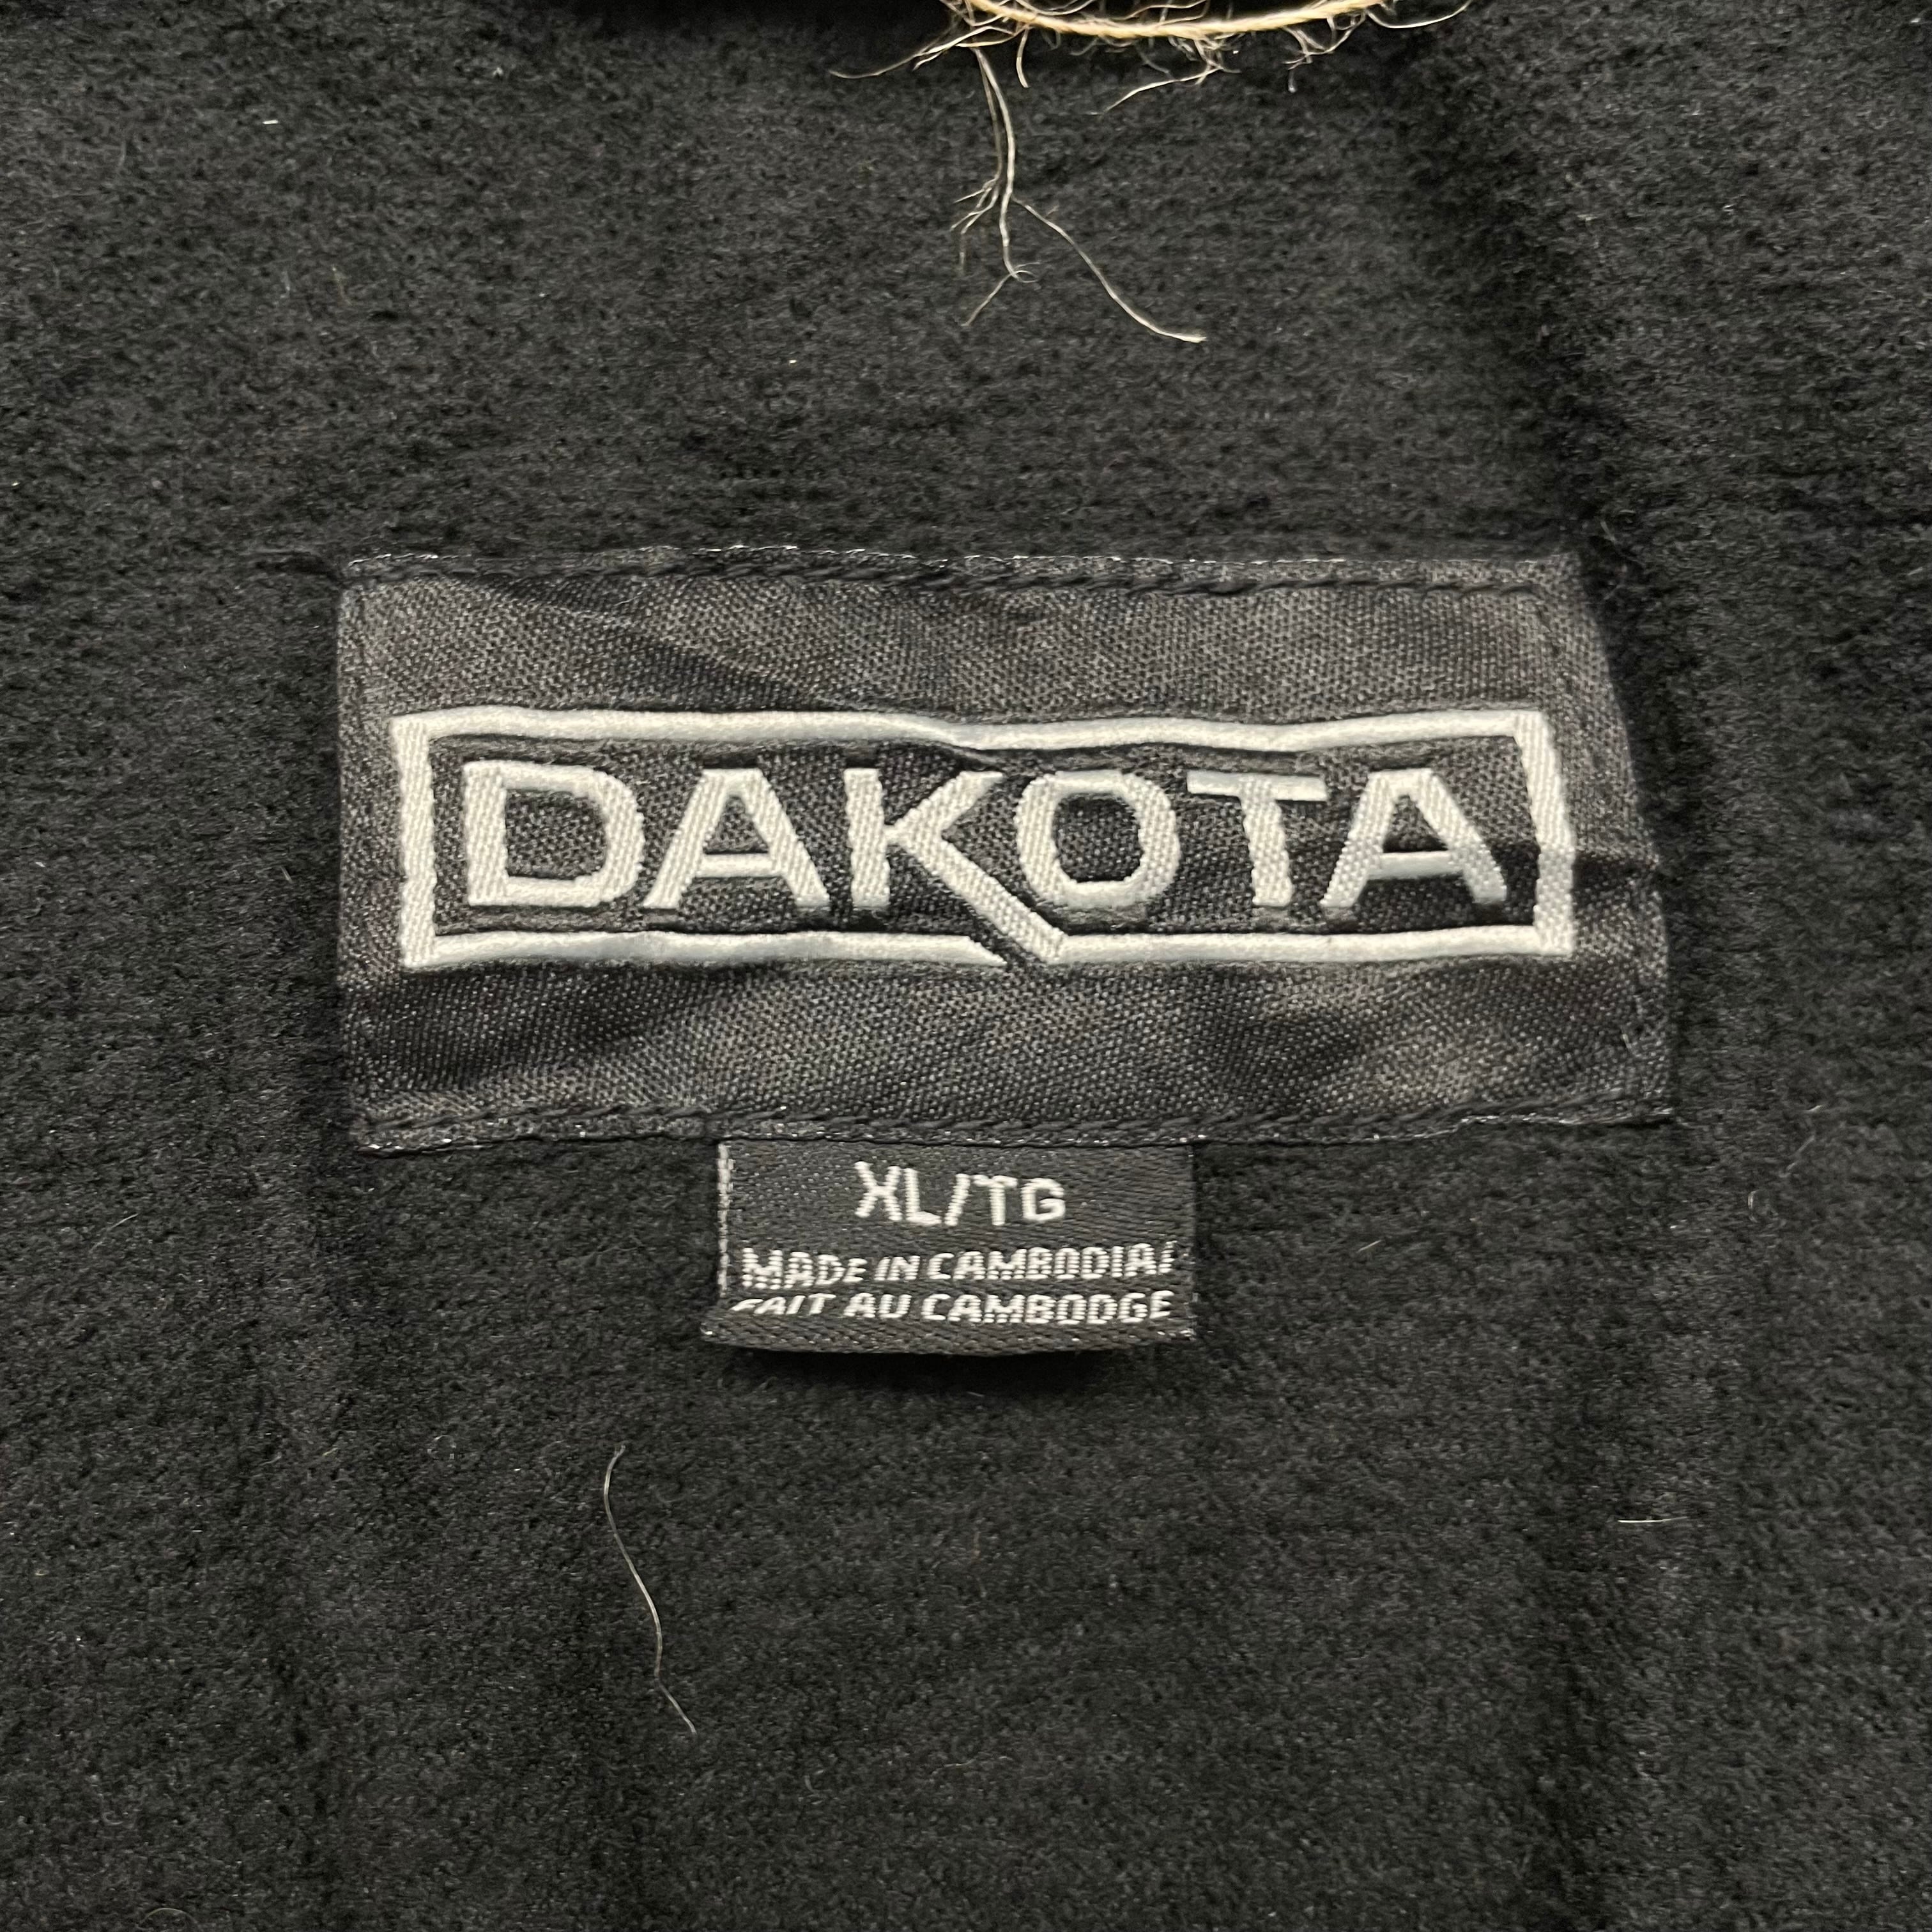 DAKOTA
XL/TG
MADE IN CAMBODIA/
FAIT AU CAMBODGE